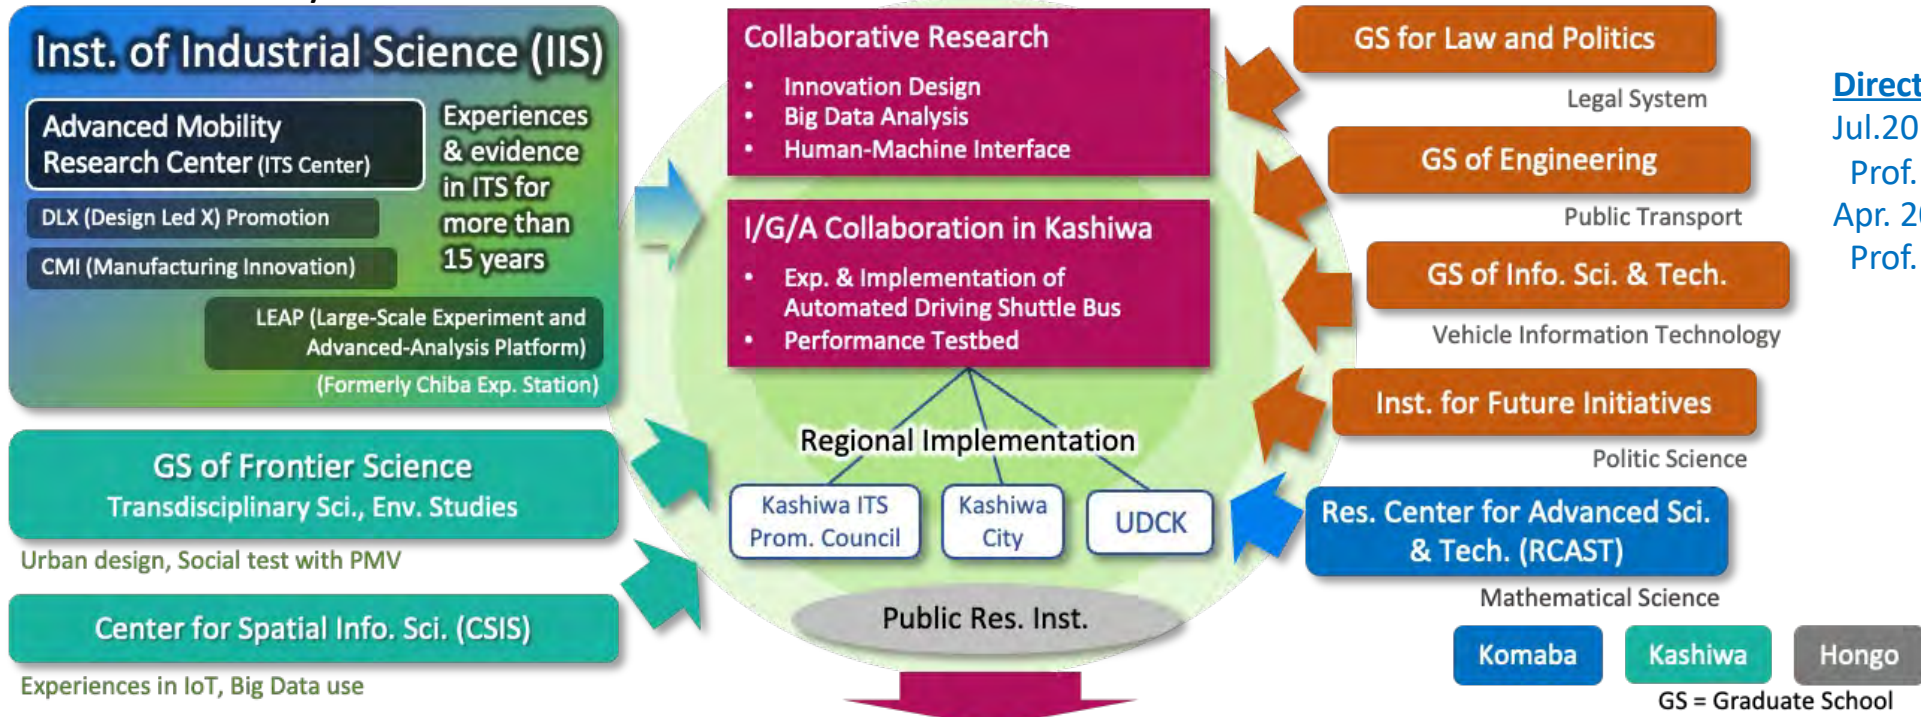 Inst. of Industrial Science (IIS)
Advanced Mobility
Research Center (ITS Center)
DLX (Design Led X) Promotion
CMI (Manufacturing Innovation)
Experiences
& evidence
in ITS for
more than
15 years
LEAP (Large-Scale Experiment and
Advanced-Analysis Platform)
(Formerly Chiba Exp. Station)
GS of Frontier Science
Transdisciplinary Sci., Env. Studies
Urban design, Social test with PMV
Center for Spatial Info. Sci. (CSIS)
Experiences in IoT, Big Data use
Collaborative Research
• Innovation Design
• Big Data Analysis
• Human-Machine Interface
I/G/A Collaboration in Kashiwa
• Exp. & Implementation of
Automated Driving Shuttle Bus
• Performance Testbed
Regional Implementation
Kashiwa ITS
Prom. Council
Kashiwa
City
UDCK
Public Res. Inst.
GS for Law and Politics
Legal System
GS of Engineering
Public Transport
GS of Info. Sci. & Tech.
Vehicle Information Technology
Inst. for Future Initiatives
Politic Science
Res. Center for Advanced Sci.
& Tech. (RCAST)
Mathematical Science
Komaba
Kashiwa
Hongo
GS = Graduate School
Direct
Jul.20
Prof.
Apr. 20
Prof.